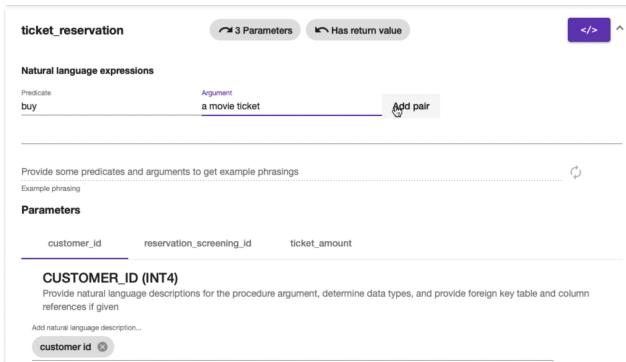 ticket_reservation 3 Parameters Has return value </>
Natural language expressions
Predicate Argument
buy a movie ticket Add pair
Provide some predicates and arguments to get example phrasings
Example phrasing
Parameters
customer_id reservation_screening_id ticket_amount
CUSTOMER_ID (INT4)
Provide natural language descriptions for the procedure argument, determine data types, and provide foreign key table and column
references if given
Add natural language description...
customer id